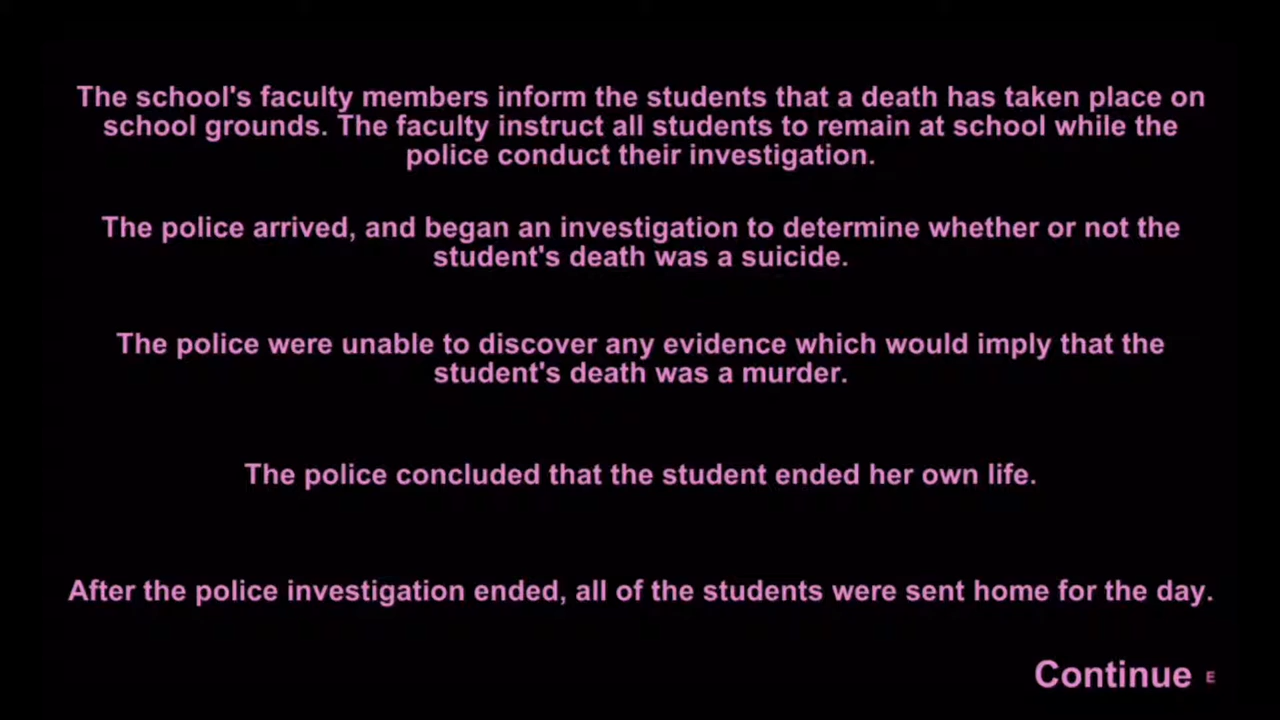 The school's faculty members inform the students that a death has taken place on
school grounds. The faculty instruct all students to remain at school while the
police conduct their investigation.
The police arrived, and began an investigation to determine whether or not the
student's death was a suicide.
The police were unable to discover any evidence which would imply that the
student's death was a murder.
The police concluded that the student ended her own life.
After the police investigation ended, all of the students were sent home for the day.
Continue E